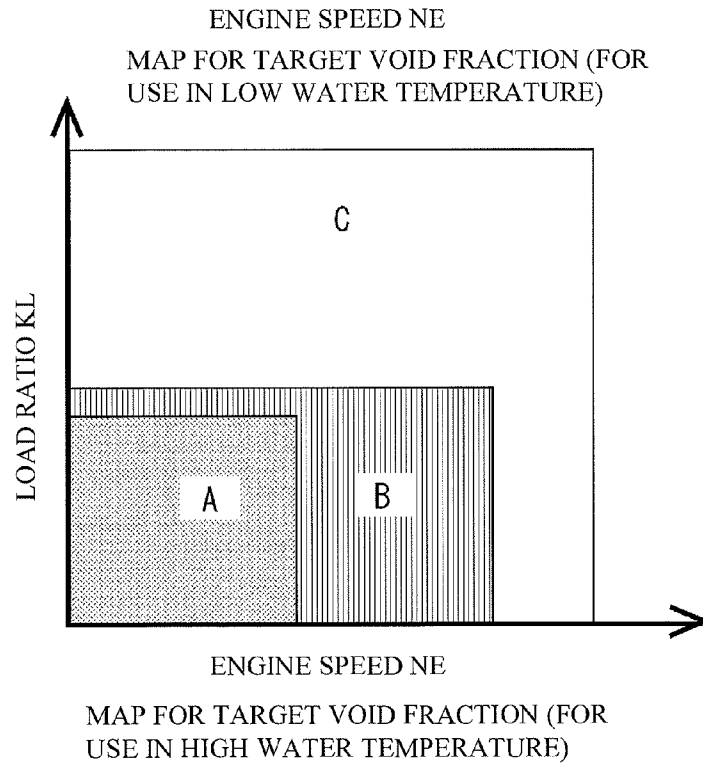 ENGINE SPEED NE
MAP FOR TARGET VOID FRACTION (FOR
USE IN LOW WATER TEMPERATURE)
LOAD RATIO KL
C
A
B
ENGINE SPEED NE
MAP FOR TARGET VOID FRACTION (FOR
USE IN HIGH WATER TEMPERATURE)